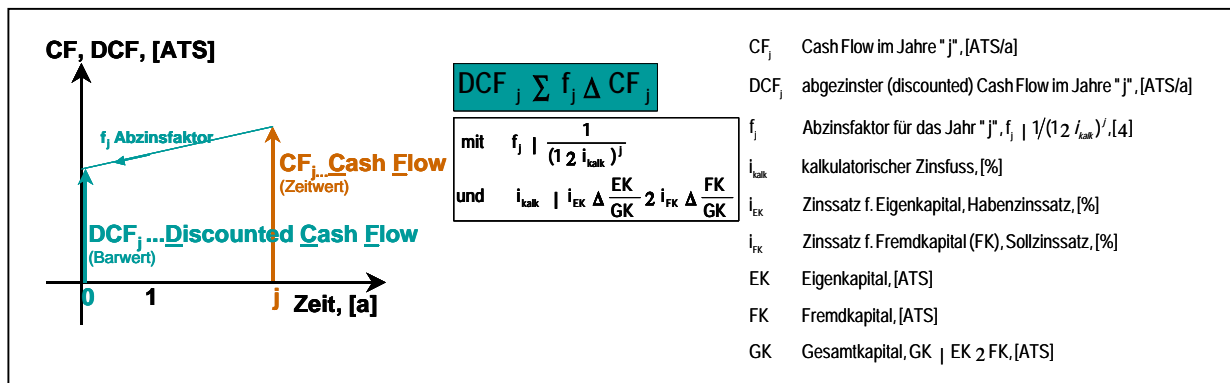 CF, DCF, [ATS]
f_j Abzinsfaktor
CF_j...Cash Flow
(Zeitwert)
DCF_j ...Discounted Cash Flow
(Barwert)
0 1 j Zeit, [a]
DCF_j Σ f_j Δ CF_j
mit f_j | 1/(1 2 i_kalk)^j
und i_kalk | i_EK Δ EK/GK 2 i_FK Δ FK/GK
CF_j Cash Flow im Jahre "j", [ATS/a]
DCF_j abgezinster (discounted) Cash Flow im Jahre "j", [ATS/a]
f_j Abzinsfaktor für das Jahr "j", f_j | 1/(1 2 i_kalk)^j, [4]
i_kalk kalkulatorischer Zinsfuss, [%]
i_EK Zinssatz f. Eigenkapital, Habenzinssatz, [%]
i_FK Zinssatz f. Fremdkapital (FK), Sollzinssatz, [%]
EK Eigenkapital, [ATS]
FK Fremdkapital, [ATS]
GK Gesamtkapital, GK | EK 2 FK, [ATS]